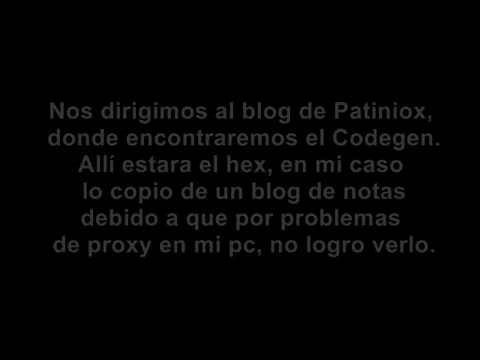 Nos dirigimos al blog de Patiniox,
donde encontraremos el Codegen.
Allí estara el hex, en mi caso
lo copio de un blog de notas
debido a que por problemas
de proxy en mi pc, no logro verlo.